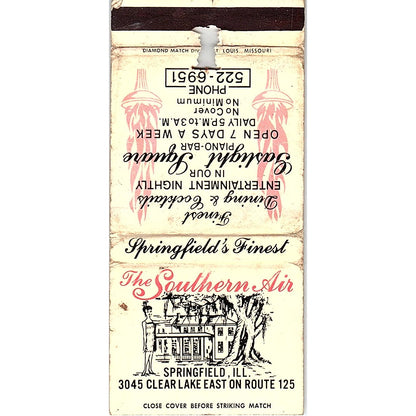 DIAMOND MATCH DIV. ST. LOUIS, MISSOURI
Finest
Dining & Cocktails
ENTERTAINMENT NIGHTLY
IN OUR
Gaslight Square
PIANO-BAR
OPEN 7 DAYS A WEEK
DAILY 5 P.M. to 3 A.M.
No Cover
No Minimum
PHONE
522-6951
Springfield's Finest
The Southern Air
SPRINGFIELD, ILL.
3045 CLEAR LAKE EAST ON ROUTE 125
CLOSE COVER BEFORE STRIKING MATCH